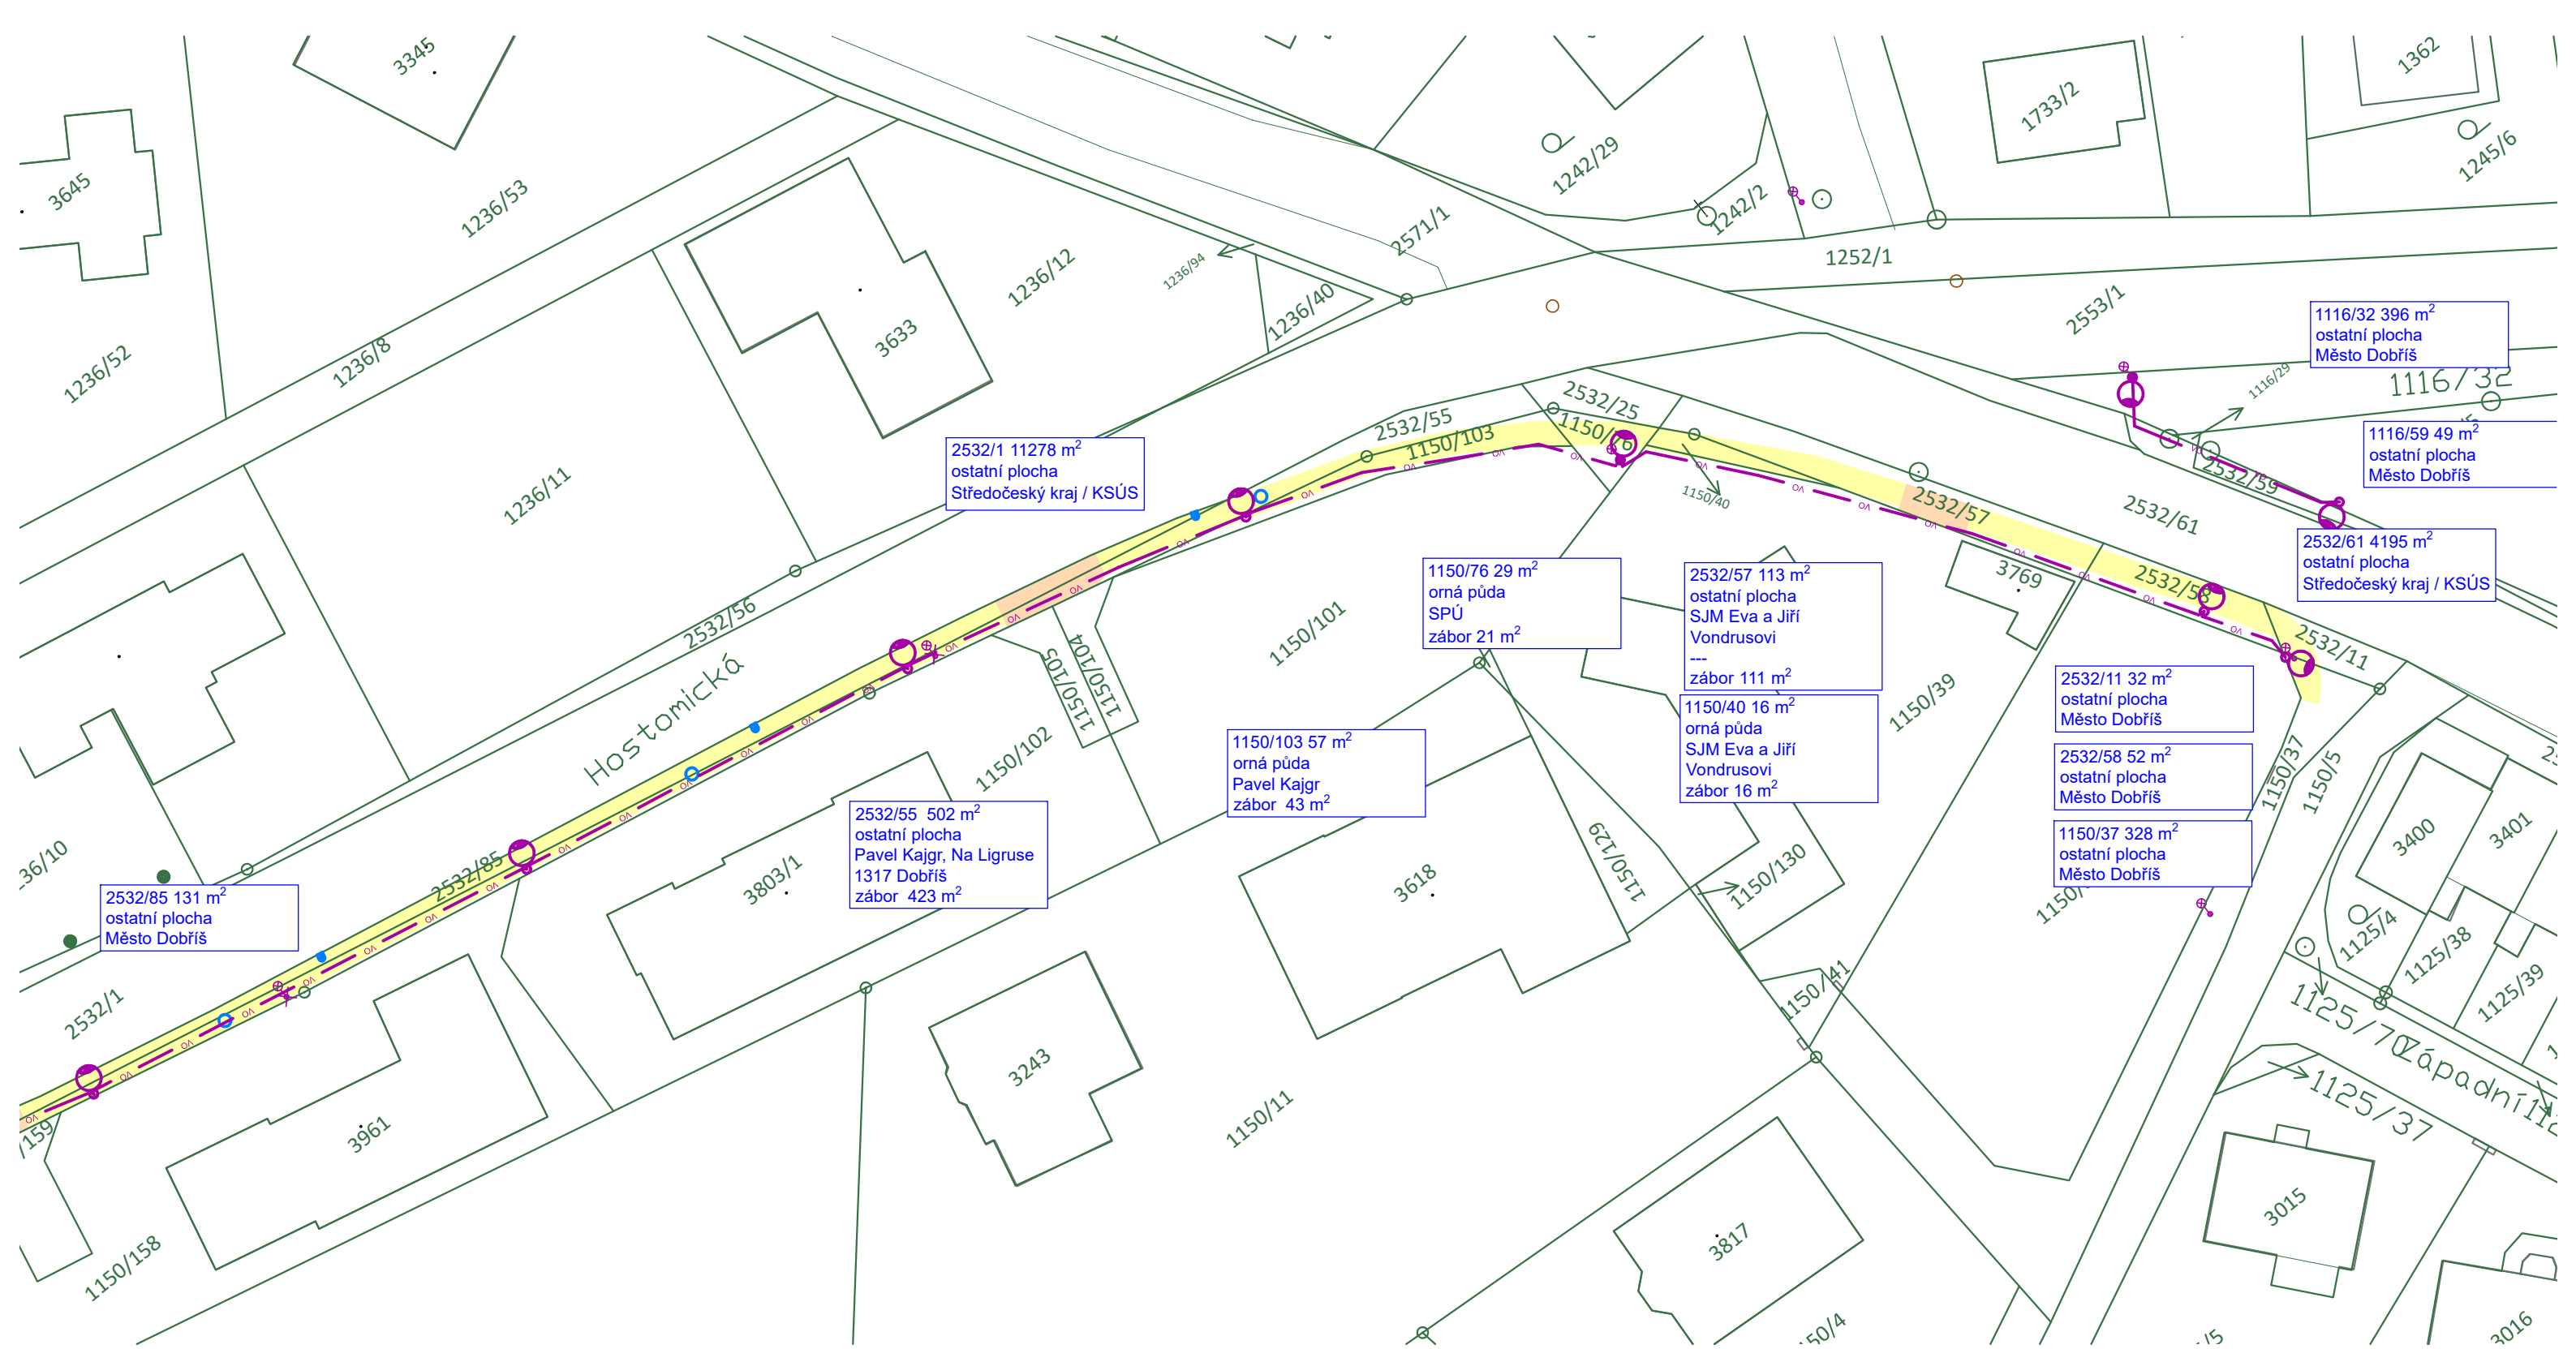 3345
1362
1733/2
1242/29
1245/6
3645
1236/53
1242/2
2571/1
1252/1
1236/12
1236/94
1236/40
2553/1
3633
1236/8
1236/52
1116/32 396 m²
ostatní plocha
Město Dobříš
1116/29
1116/32
2532/25
2532/55
1150/76
1150/103
1116/59 49 m²
ostatní plocha
Město Dobříš
2532/1 11278 m²
ostatní plocha
Středočeský kraj / KSÚS
1236/11
1150/40
2532/57
2532/59
2532/61
2532/61 4195 m²
ostatní plocha
Středočeský kraj / KSÚS
1150/76 29 m²
orná půda
SPÚ
zábor 21 m²
2532/57 113 m²
ostatní plocha
SJM Eva a Jiří
Vondrusovi
---
zábor 111 m²
3769
2532/58
2532/56
1150/101
2532/11
1150/104
1150/105
Hostomická
1150/39
2532/11 32 m²
ostatní plocha
Město Dobříš
1150/40 16 m²
orná půda
SJM Eva a Jiří
Vondrusovi
zábor 16 m²
1150/102
1150/103 57 m²
orná půda
Pavel Kajgr
zábor  43 m²
2532/58 52 m²
ostatní plocha
Město Dobříš
1150/37
1150/5
2532/55  502 m²
ostatní plocha
Pavel Kajgr, Na Ligruse
1317 Dobříš
zábor  423 m²
1150/37 328 m²
ostatní plocha
Město Dobříš
3400
3401
36/10
2532/85
3803/1
3618
1150/129
1150/130
2532/85 131 m²
ostatní plocha
Město Dobříš
1125/4
1125/38
1125/39
2532/1
1150/41
1125/70
Západní
3243
1125/37
3961
/159
1150/11
3015
3817
1150/158
50/4
/5
3016
VO